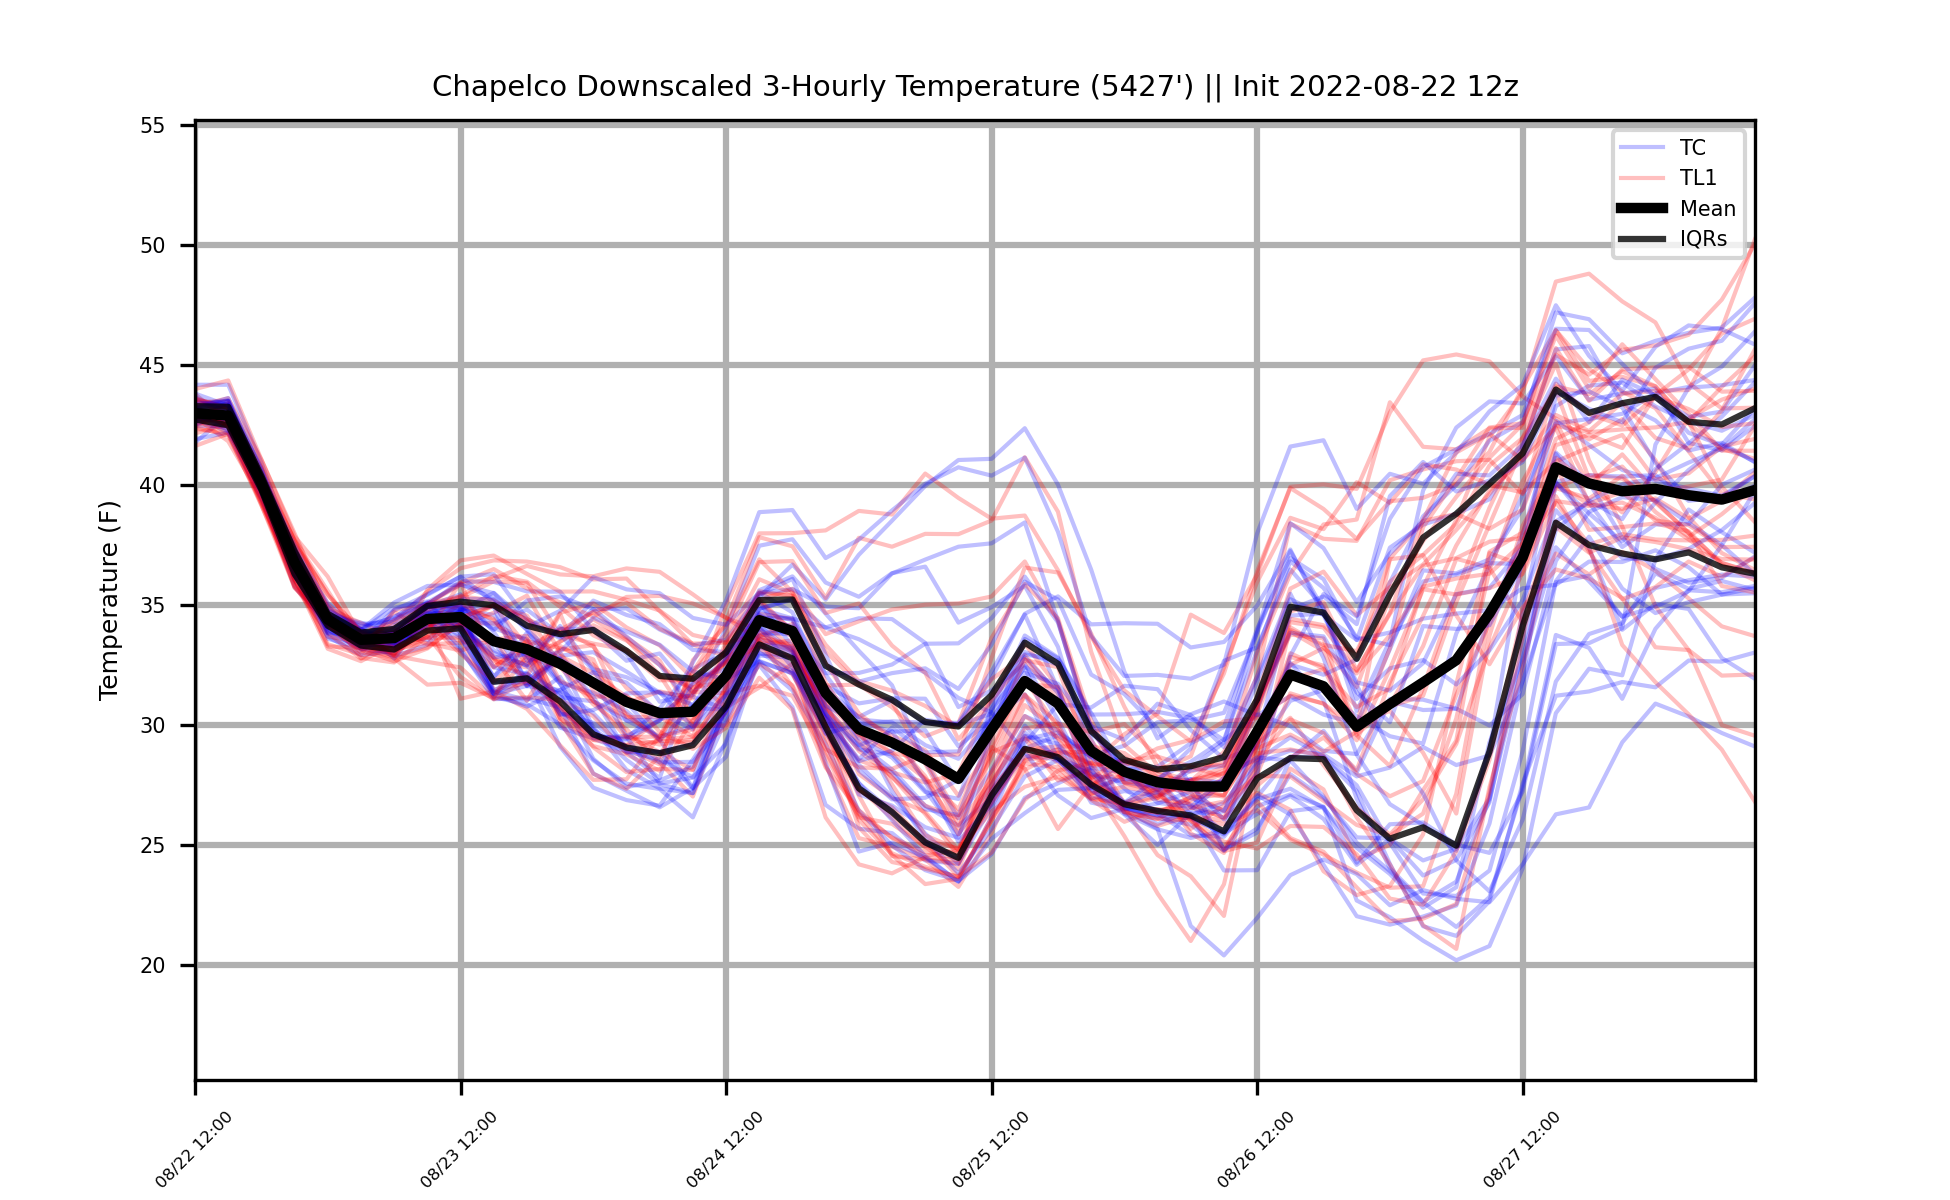 Chapelco Downscaled 3-Hourly Temperature (5427') || Init 2022-08-22 12z
TC
TL1
Mean
IQRs
Temperature (F)
55
50
45
40
35
30
25
20
08/22 12:00
08/23 12:00
08/24 12:00
08/25 12:00
08/26 12:00
08/27 12:00